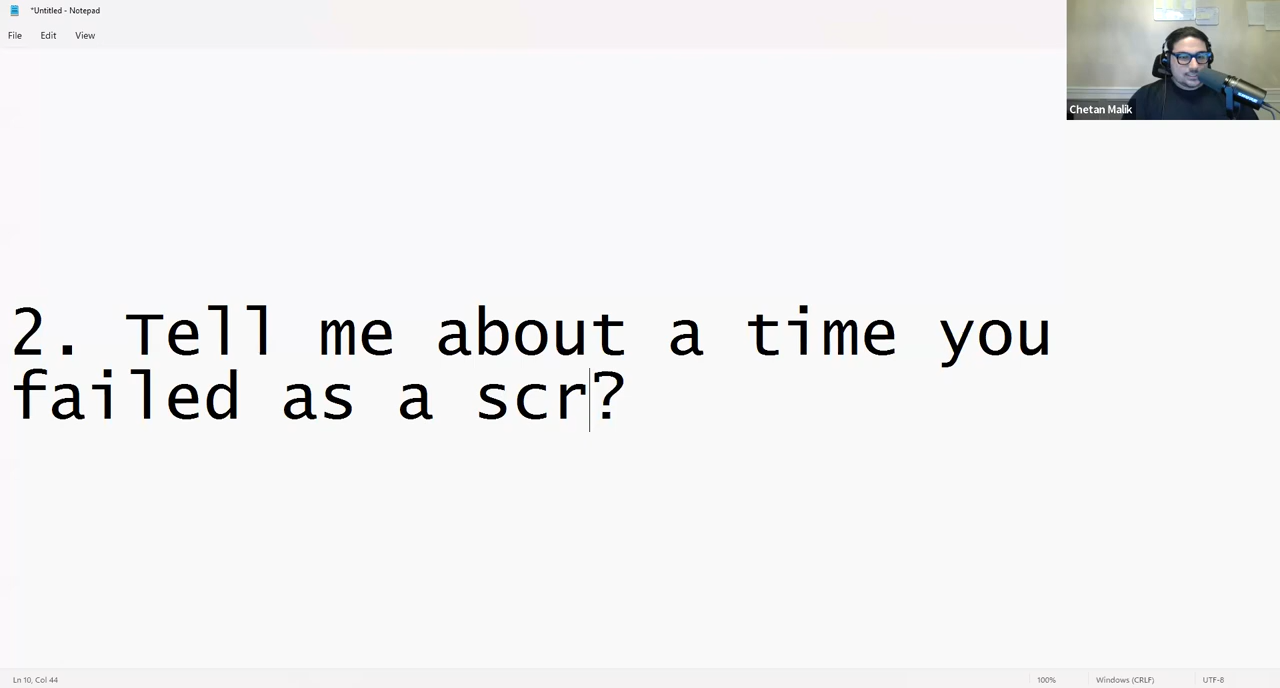 *Untitled - Notepad
File Edit View
Chetan Malik
2. Tell me about a time you
failed as a scr?
Ln 10, Col 44 100% Windows (CRLF) UTF-8